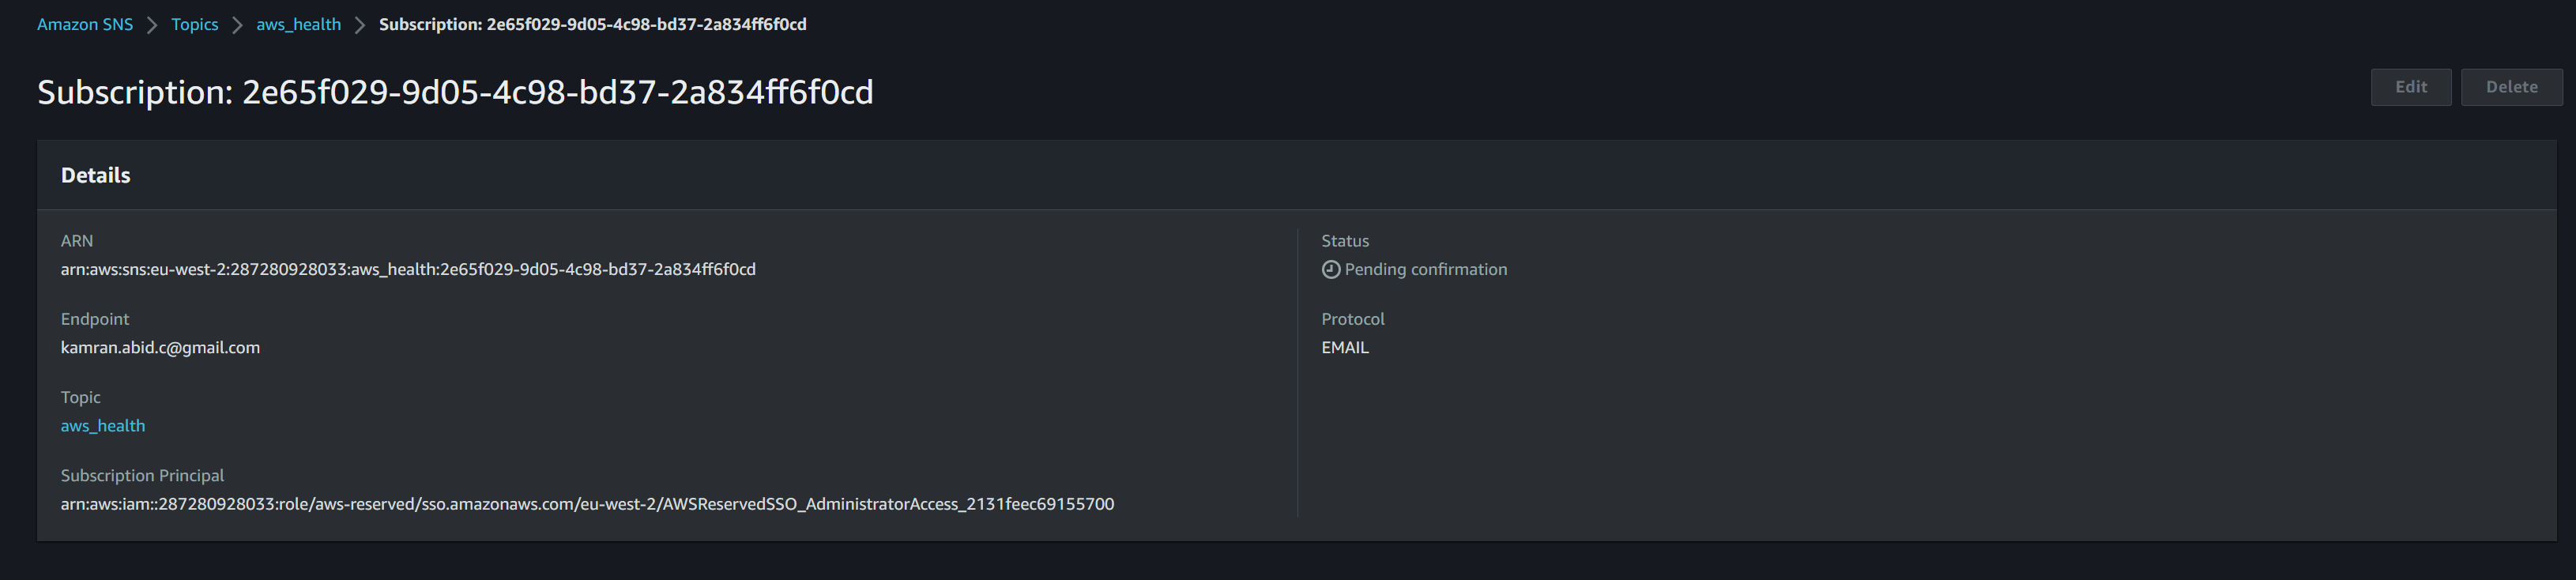 Amazon SNS > Topics > aws_health > Subscription: 2e65f029-9d05-4c98-bd37-2a834ff6f0cd
Subscription: 2e65f029-9d05-4c98-bd37-2a834ff6f0cd
Edit
Delete
Details
ARN
arn:aws:sns:eu-west-2:287280928033:aws_health:2e65f029-9d05-4c98-bd37-2a834ff6f0cd
Endpoint
kamran.abid.c@gmail.com
Topic
aws_health
Subscription Principal
arn:aws:iam::287280928033:role/aws-reserved/sso.amazonaws.com/eu-west-2/AWSReservedSSO_AdministratorAccess_2131feec69155700
Status
Pending confirmation
Protocol
EMAIL